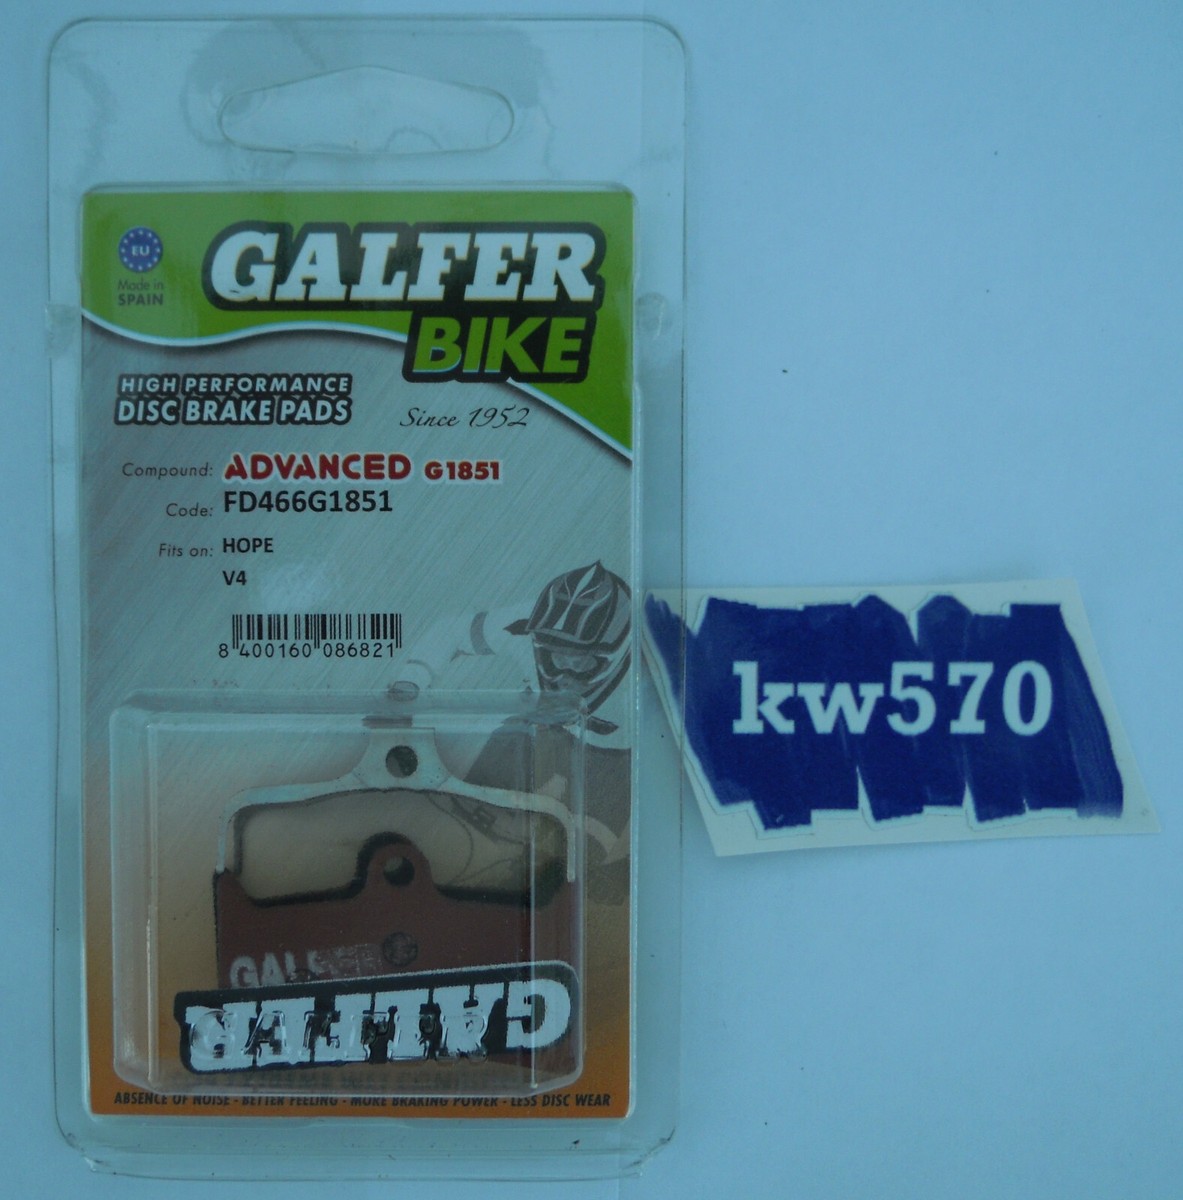 EU
Made in
SPAIN
GALFER
BIKE
HIGH PERFORMANCE
DISC BRAKE PADS
Since 1952
Compound: ADVANCED G1851
Code: FD466G1851
Fits on: HOPE
V4
8 400160 086821
kw570
GALFER
GALFER
ABSENCE OF NOISE - BETTER FEELING - MORE BRAKING POWER - LESS DISC WEAR